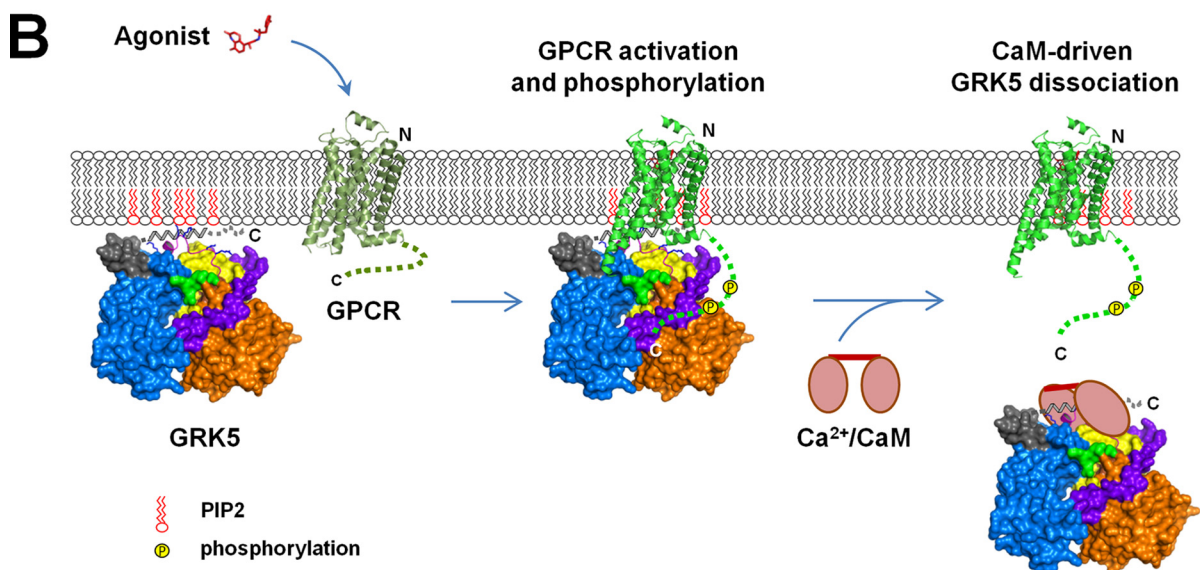 B
Agonist
GPCR activation
and phosphorylation
CaM-driven
GRK5 dissociation
N
N
N
C
C
GPCR
GRK5
P
P
C
P
P
C
Ca²⁺/CaM
C
PIP2
P phosphorylation